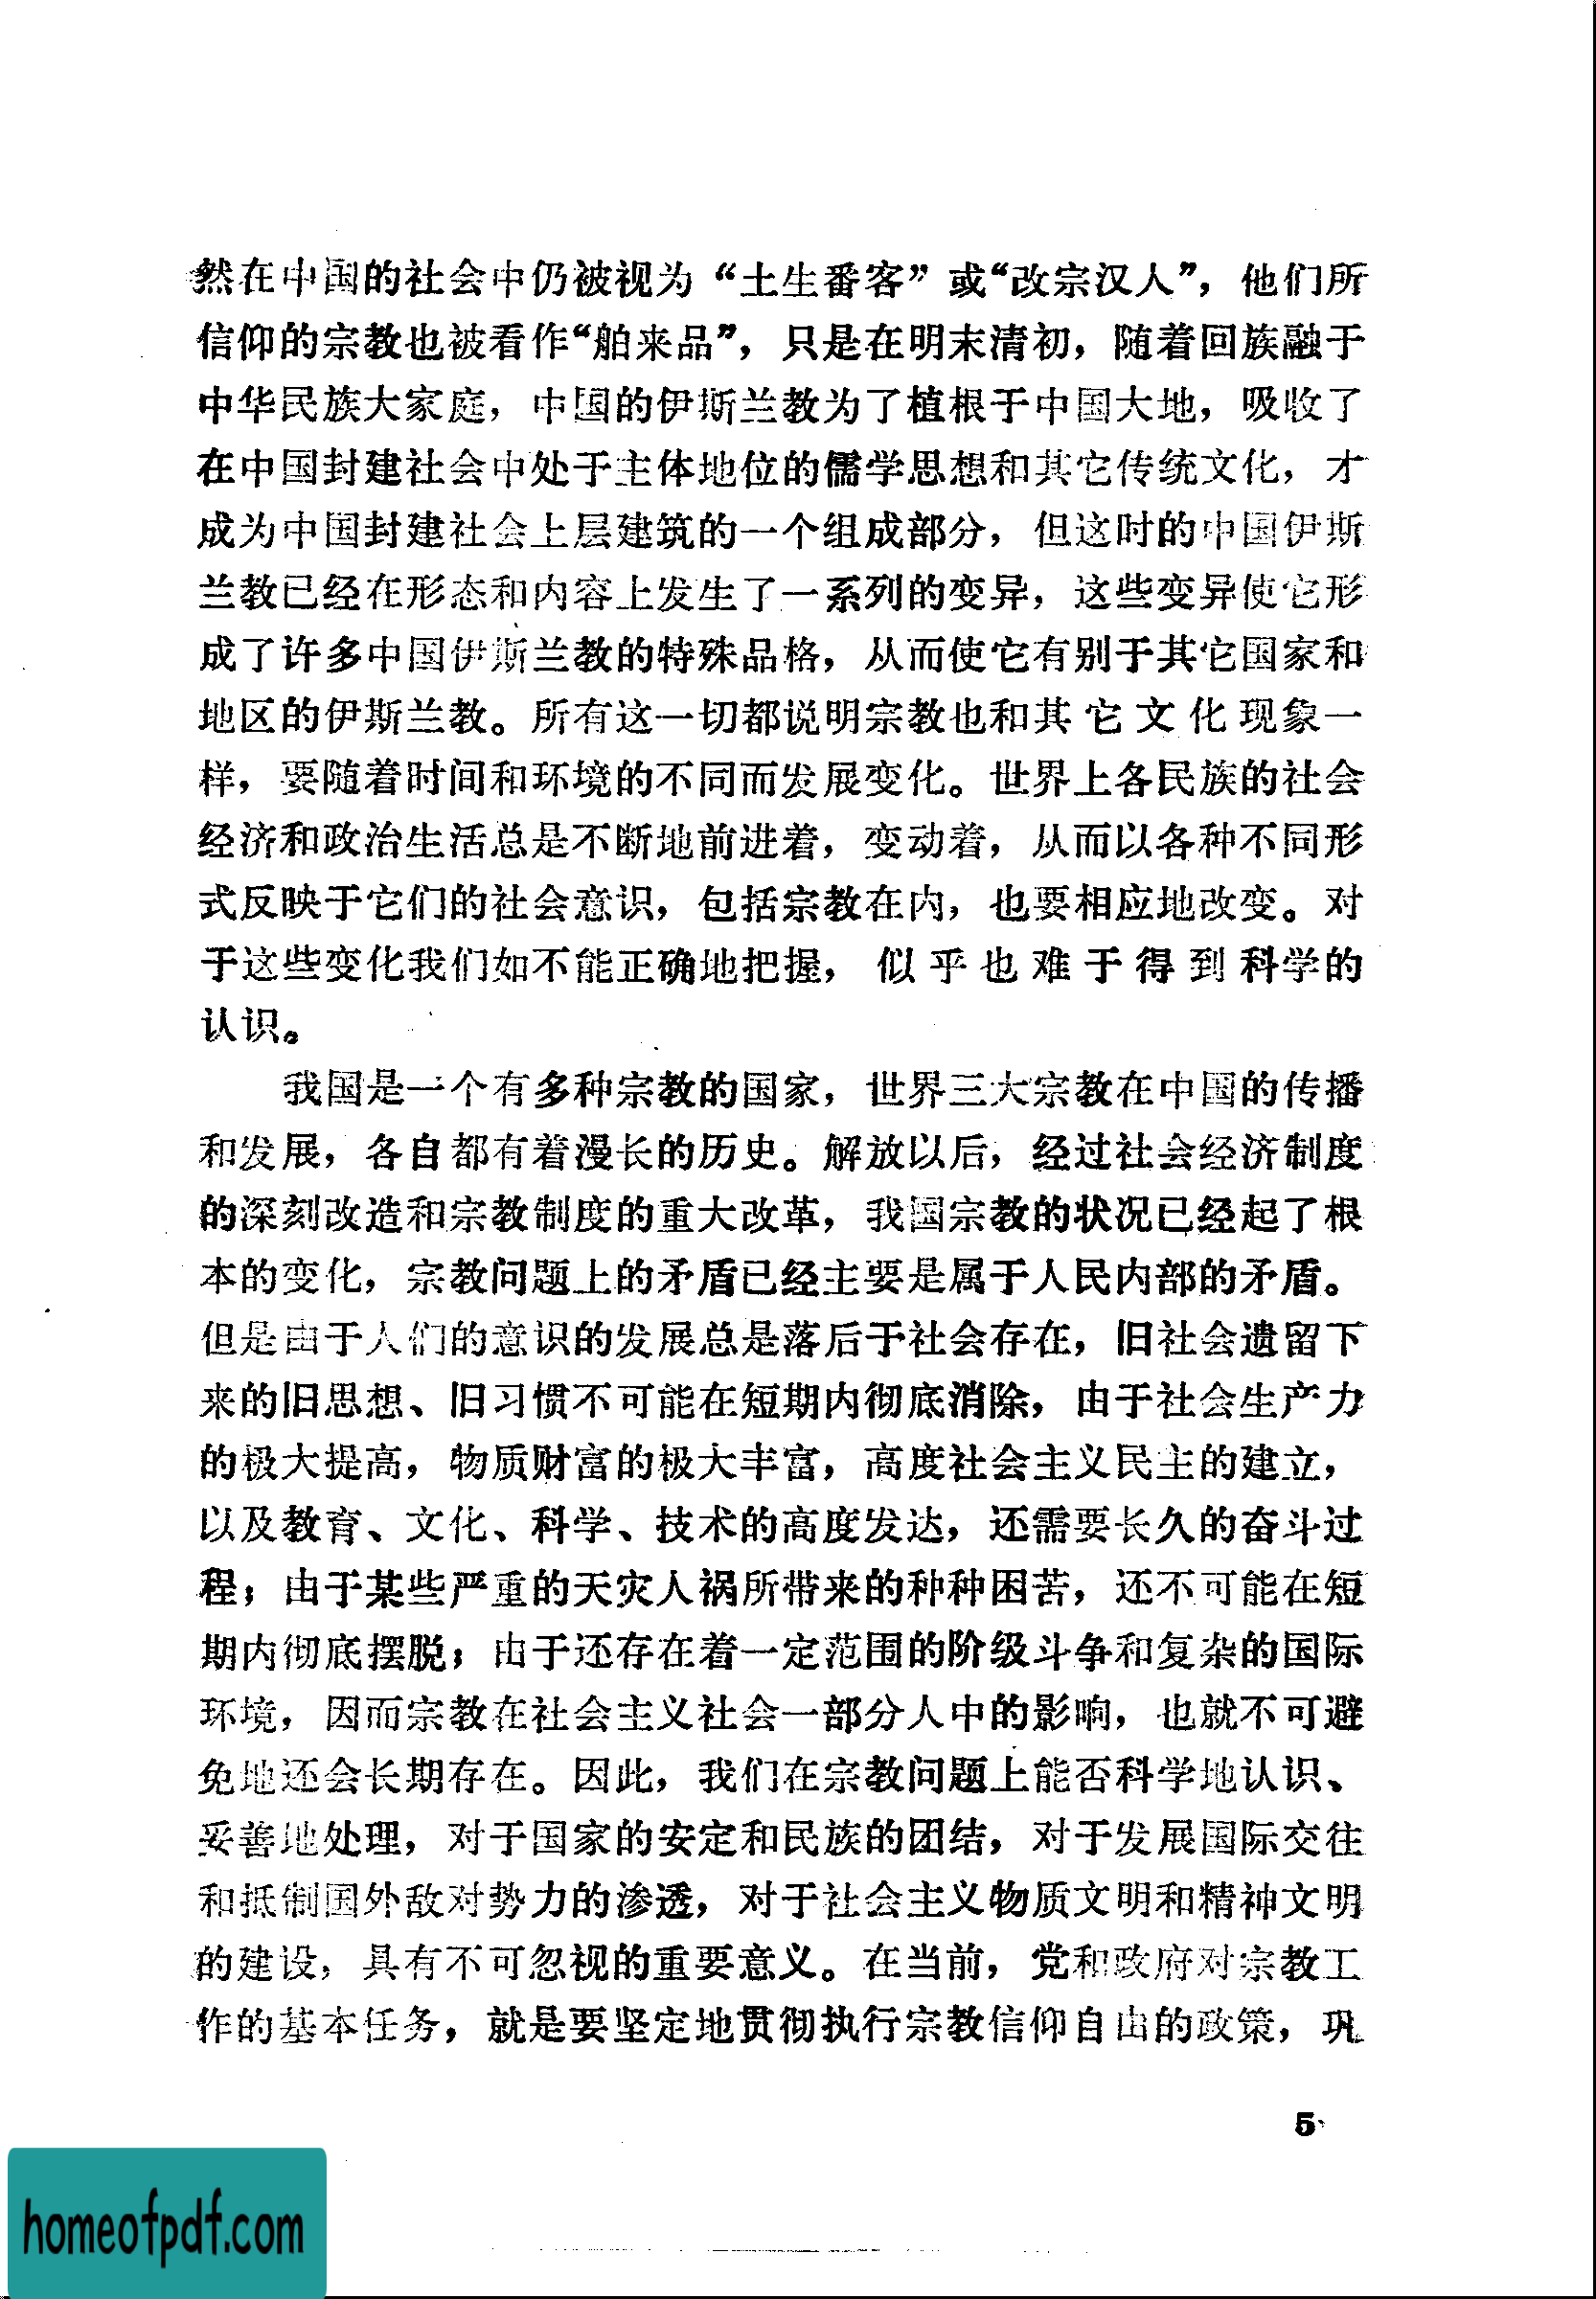 然在中国的社会中仍被视为“土生番客”或“改宗汉人”，他们所
信仰的宗教也被看作“舶来品”，只是在明末清初，随着回族融于
中华民族大家庭，中国的伊斯兰教为了植根于中国大地，吸收了
在中国封建社会中处于主体地位的儒学思想和其它传统文化，才
成为中国封建社会上层建筑的一个组成部分，但这时的中国伊斯
兰教已经在形态和内容上发生了一系列的变异，这些变异使它形
成了许多中国伊斯兰教的特殊品格，从而使它有别于其它国家和
地区的伊斯兰教。所有这一切都说明宗教也和其它文化现象一
样，要随着时间和环境的不同而发展变化。世界上各民族的社会
经济和政治生活总是不断地前进着，变动着，从而以各种不同形
式反映于它们的社会意识，包括宗教在内，也要相应地改变。对
于这些变化我们如不能正确地把握，似乎也难于得到科学的
认识。
我国是一个有多种宗教的国家，世界三大宗教在中国的传播
和发展，各自都有着漫长的历史。解放以后，经过社会经济制度
的深刻改造和宗教制度的重大改革，我国宗教的状况已经起了根
本的变化，宗教问题上的矛盾已经主要是属于人民内部的矛盾。
但是由于人们的意识的发展总是落后于社会存在，旧社会遗留下
来的旧思想、旧习惯不可能在短期内彻底消除，由于社会生产力
的极大提高，物质财富的极大丰富，高度社会主义民主的建立，
以及教育、文化、科学、技术的高度发达，还需要长久的奋斗过
程；由于某些严重的天灾人祸所带来的种种困苦，还不可能在短
期内彻底摆脱；由于还存在着一定范围的阶级斗争和复杂的国际
环境，因而宗教在社会主义社会一部分人中的影响，也就不可避
免地还会长期存在。因此，我们在宗教问题上能否科学地认识、
妥善地处理，对于国家的安定和民族的团结，对于发展国际交往
和抵制国外敌对势力的渗透，对于社会主义物质文明和精神文明
的建设，具有不可忽视的重要意义。在当前，党和政府对宗教工
作的基本任务，就是要坚定地贯彻执行宗教信仰自由的政策，巩
5
homeofpdf.com